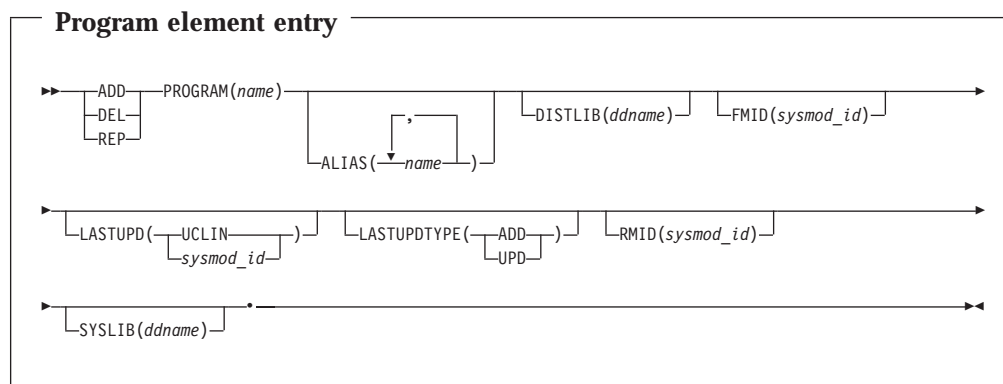 Program element entry
ADD PROGRAM(name)
DEL DISTLIB(ddname) FMID(sysmod_id)
REP
,
ALIAS( name )
LASTUPD( UCLIN ) LASTUPDTYPE( ADD ) RMID(sysmod_id)
sysmod_id UPD
SYSLIB(ddname) .